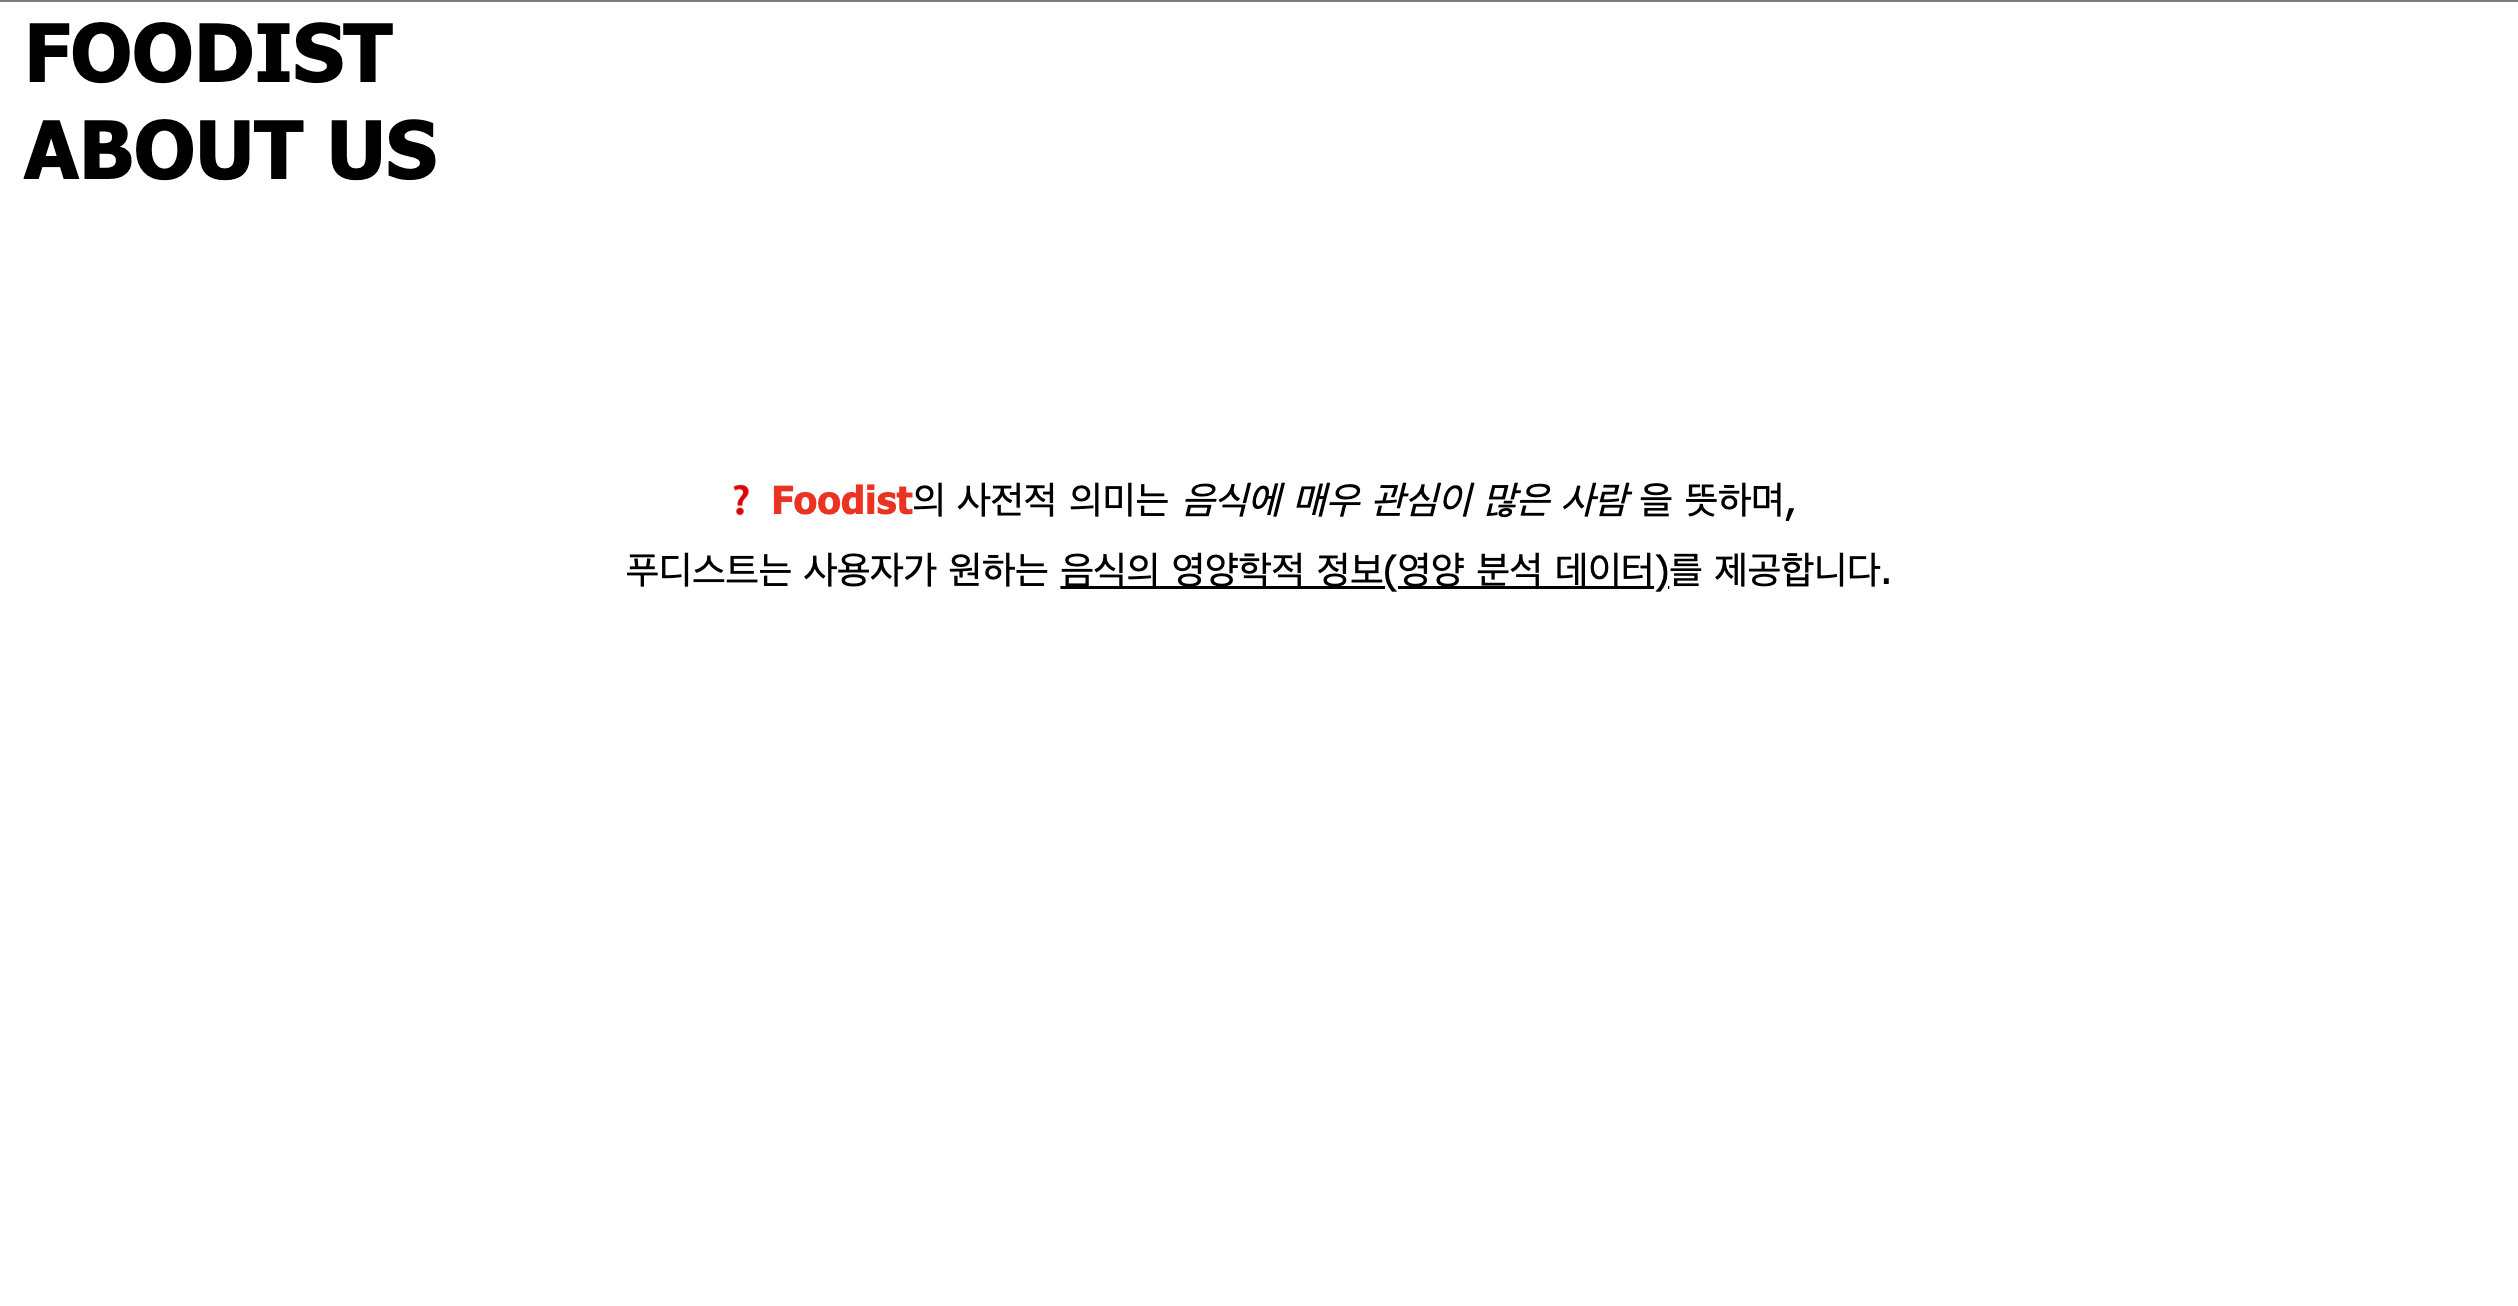 FOODIST
ABOUT US
❓ Foodist의 사전적 의미는 음식에 매우 관심이 많은 사람 을 뜻하며,
푸디스트는 사용자가 원하는 음식의 영양학적 정보(영양 분석 데이터)를 제공합니다.